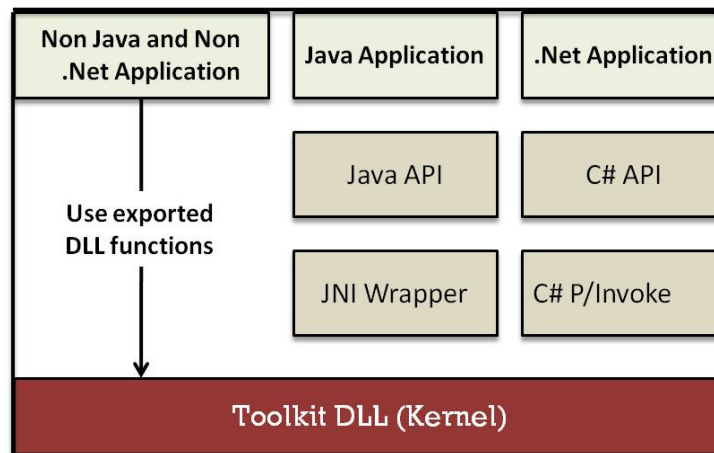 Non Java and Non
.Net Application
Java Application
.Net Application
Java API
C# API
Use exported
DLL functions
JNI Wrapper
C# P/Invoke
Toolkit DLL (Kernel)